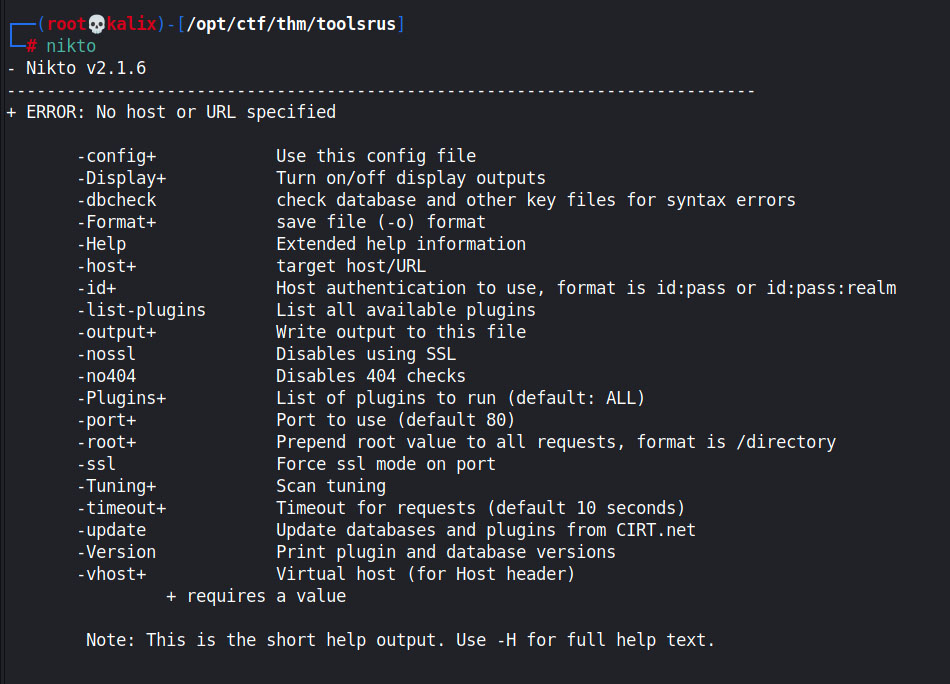 ┌──(root💀kalix)-[/opt/ctf/thm/toolsrus]
└─# nikto
- Nikto v2.1.6
---------------------------------------------------------------------------
+ ERROR: No host or URL specified

       -config+            Use this config file
       -Display+           Turn on/off display outputs
       -dbcheck            check database and other key files for syntax errors
       -Format+            save file (-o) format
       -Help               Extended help information
       -host+              target host/URL
       -id+                Host authentication to use, format is id:pass or id:pass:realm
       -list-plugins       List all available plugins
       -output+            Write output to this file
       -nossl              Disables using SSL
       -no404              Disables 404 checks
       -Plugins+           List of plugins to run (default: ALL)
       -port+              Port to use (default 80)
       -root+              Prepend root value to all requests, format is /directory
       -ssl                Force ssl mode on port
       -Tuning+            Scan tuning
       -timeout+           Timeout for requests (default 10 seconds)
       -update             Update databases and plugins from CIRT.net
       -Version            Print plugin and database versions
       -vhost+             Virtual host (for Host header)
                + requires a value

        Note: This is the short help output. Use -H for full help text.